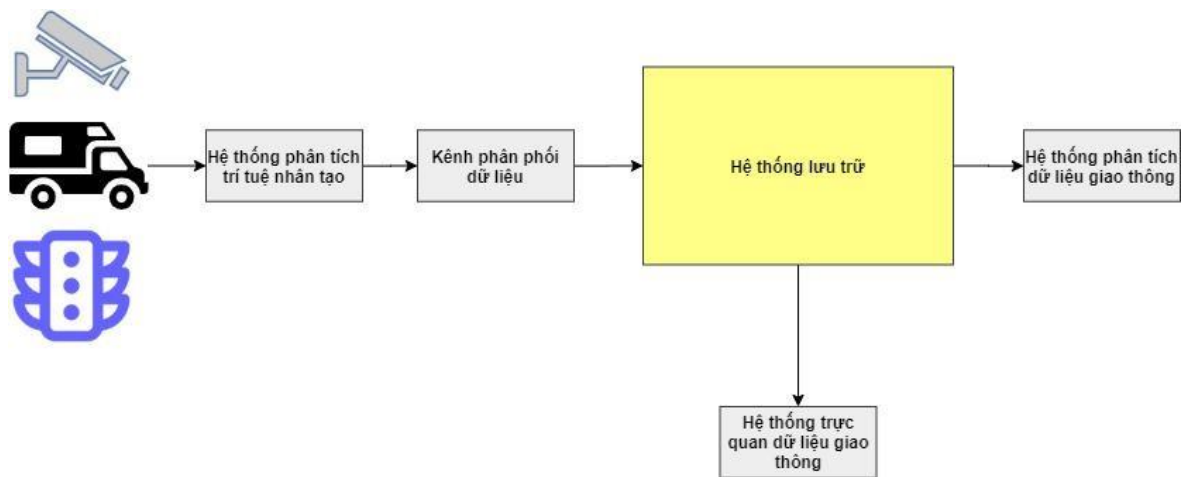 Hệ thống phân tích
trí tuệ nhân tạo
Kênh phân phối
dữ liệu
Hệ thống lưu trữ
Hệ thống phân tích
dữ liệu giao thông
Hệ thống trực
quan dữ liệu giao
thông